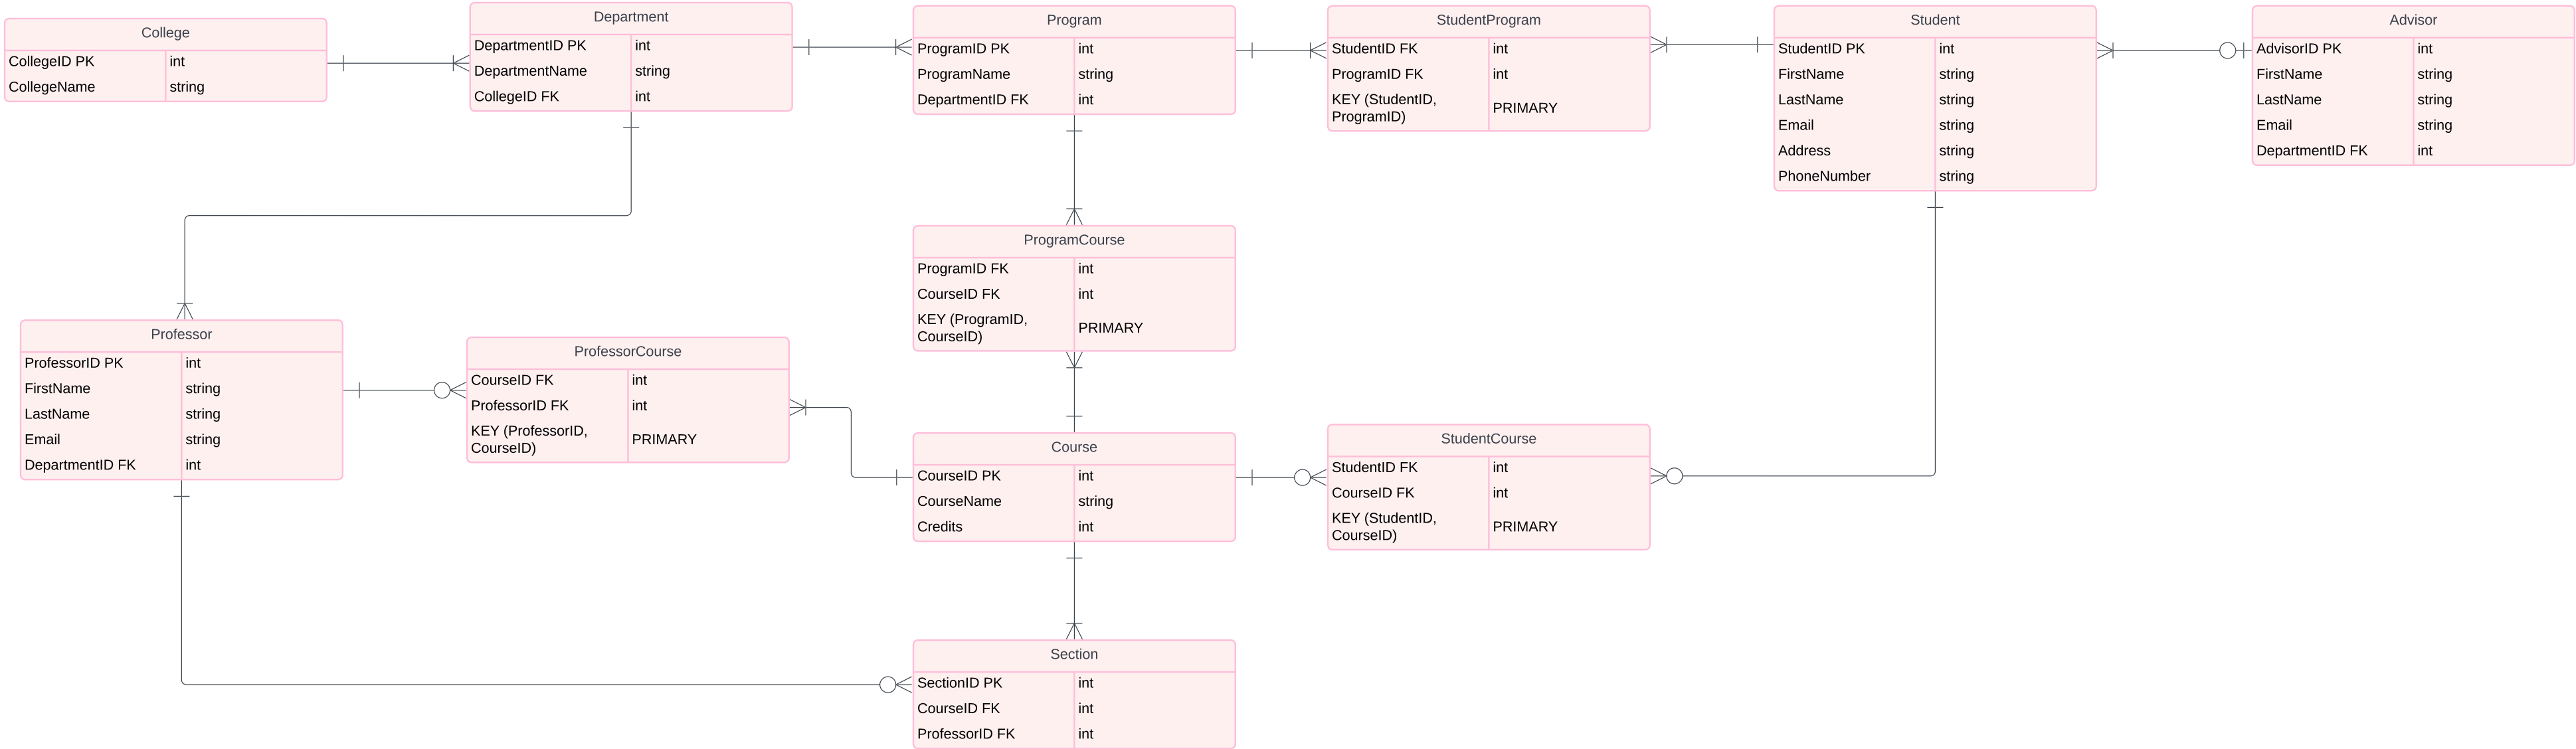 College
CollegeID PK int
CollegeName string
Department
DepartmentID PK int
DepartmentName string
CollegeID FK int
Program
ProgramID PK int
ProgramName string
DepartmentID FK int
StudentProgram
StudentID FK int
ProgramID FK int
KEY (StudentID,
ProgramID) PRIMARY
Student
StudentID PK int
FirstName string
LastName string
Email string
Address string
PhoneNumber string
Advisor
AdvisorID PK int
FirstName string
LastName string
Email string
DepartmentID FK int
ProgramCourse
ProgramID FK int
CourseID FK int
KEY (ProgramID,
CourseID) PRIMARY
Professor
ProfessorID PK int
FirstName string
LastName string
Email string
DepartmentID FK int
ProfessorCourse
CourseID FK int
ProfessorID FK int
KEY (ProfessorID,
CourseID) PRIMARY
Course
CourseID PK int
CourseName string
Credits int
StudentCourse
StudentID FK int
CourseID FK int
KEY (StudentID,
CourseID) PRIMARY
Section
SectionID PK int
CourseID FK int
ProfessorID FK int